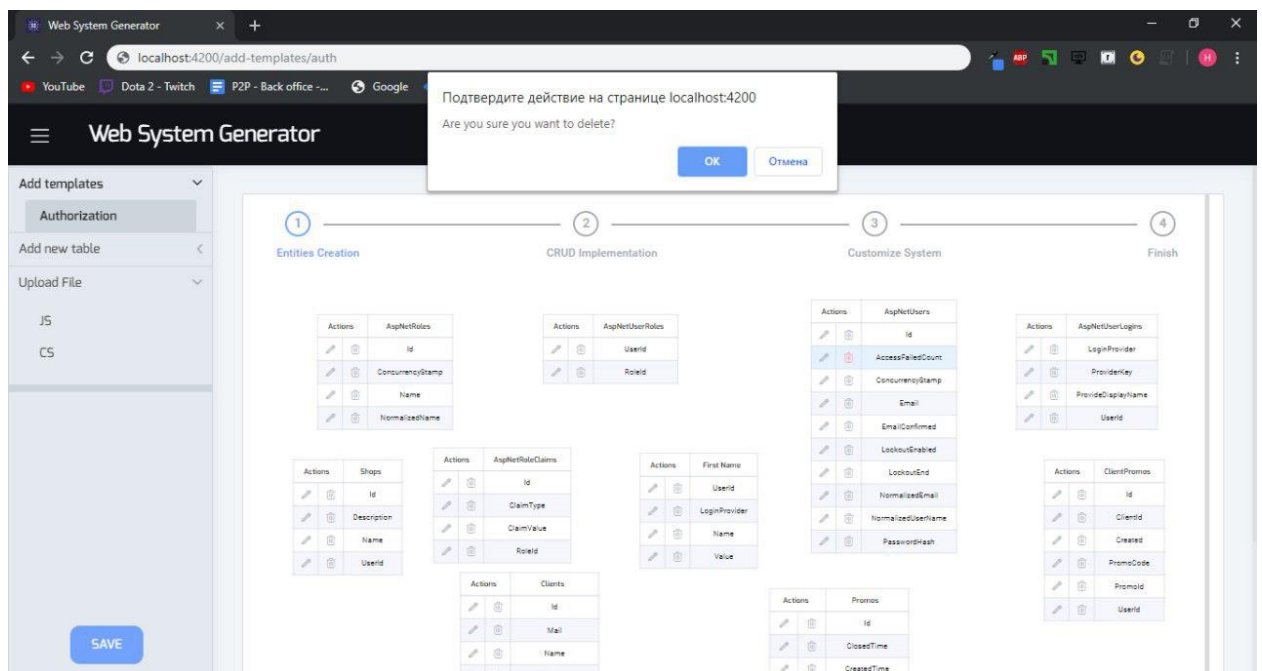 Web System Generator
localhost:4200/add-templates/auth
ABP
H
YouTube
Dota 2 - Twitch
P2P - Back office -...
Google
Подтвердите действие на странице localhost:4200
Are you sure you want to delete?
OK
Отмена
Web System Generator
Add templates
Authorization
Add new table
Upload File
JS
CS
SAVE
1
2
3
4
Entities Creation
CRUD Implementation
Customize System
Finish
Actions AspNetRoles
Id
ConcurrencyStamp
Name
NormalizedName
Actions AspNetUserRoles
UserId
RoleId
Actions AspNetUsers
Id
AccessFailedCount
ConcurrencyStamp
Email
EmailConfirmed
LockoutEnabled
LockoutEnd
NormalizedEmail
NormalizedUserName
PasswordHash
Actions AspNetUserLogins
LoginProvider
ProviderKey
ProvideDisplayName
UserId
Actions Shops
Id
Description
Name
UserId
Actions AspNetRoleClaims
Id
ClaimType
ClaimValue
RoleId
Actions First Name
UserId
LoginProvider
Name
Value
Actions ClientPromos
Id
ClientId
Created
PromoCode
PromoId
UserId
Actions Clients
Id
Mail
Name
Actions Promos
Id
ClosedTime
CreatedTime